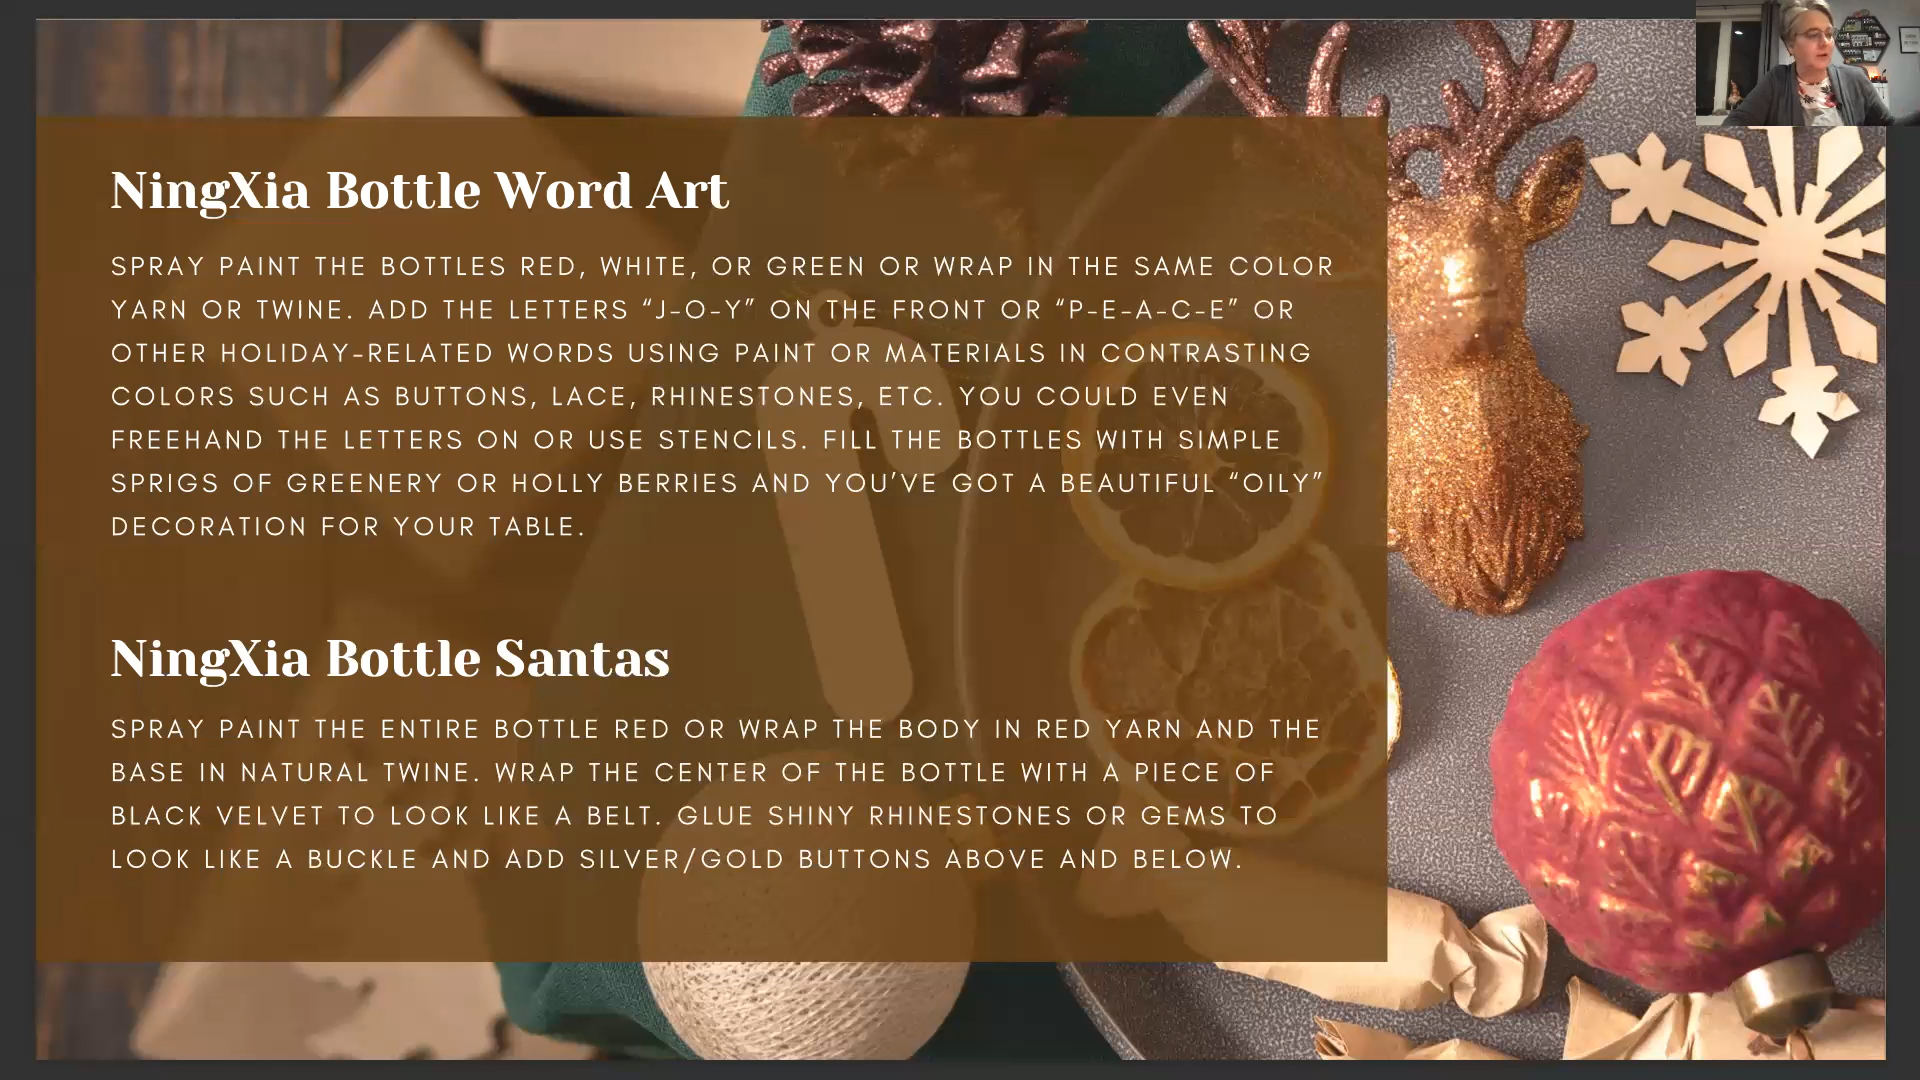 NingXia Bottle Word Art
SPRAY PAINT THE BOTTLES RED, WHITE, OR GREEN OR WRAP IN THE SAME COLOR
YARN OR TWINE. ADD THE LETTERS “J-O-Y” ON THE FRONT OR “P-E-A-C-E” OR
OTHER HOLIDAY-RELATED WORDS USING PAINT OR MATERIALS IN CONTRASTING
COLORS SUCH AS BUTTONS, LACE, RHINESTONES, ETC. YOU COULD EVEN
FREEHAND THE LETTERS ON OR USE STENCILS. FILL THE BOTTLES WITH SIMPLE
SPRIGS OF GREENERY OR HOLLY BERRIES AND YOU’VE GOT A BEAUTIFUL “OILY”
DECORATION FOR YOUR TABLE.
NingXia Bottle Santas
SPRAY PAINT THE ENTIRE BOTTLE RED OR WRAP THE BODY IN RED YARN AND THE
BASE IN NATURAL TWINE. WRAP THE CENTER OF THE BOTTLE WITH A PIECE OF
BLACK VELVET TO LOOK LIKE A BELT. GLUE SHINY RHINESTONES OR GEMS TO
LOOK LIKE A BUCKLE AND ADD SILVER/GOLD BUTTONS ABOVE AND BELOW.